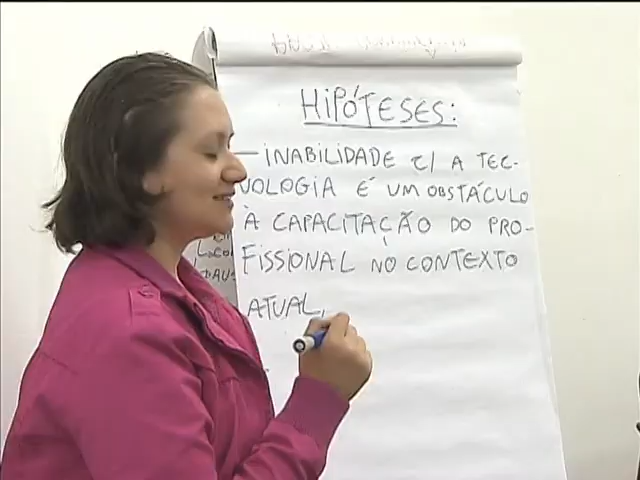 HIPÓTESES:
— INABILIDADE C/ A TEC-
NOLOGIA É UM OBSTÁCULO
À CAPACITAÇÃO DO PRO-
FISSIONAL NO CONTEXTO
ATUAL,